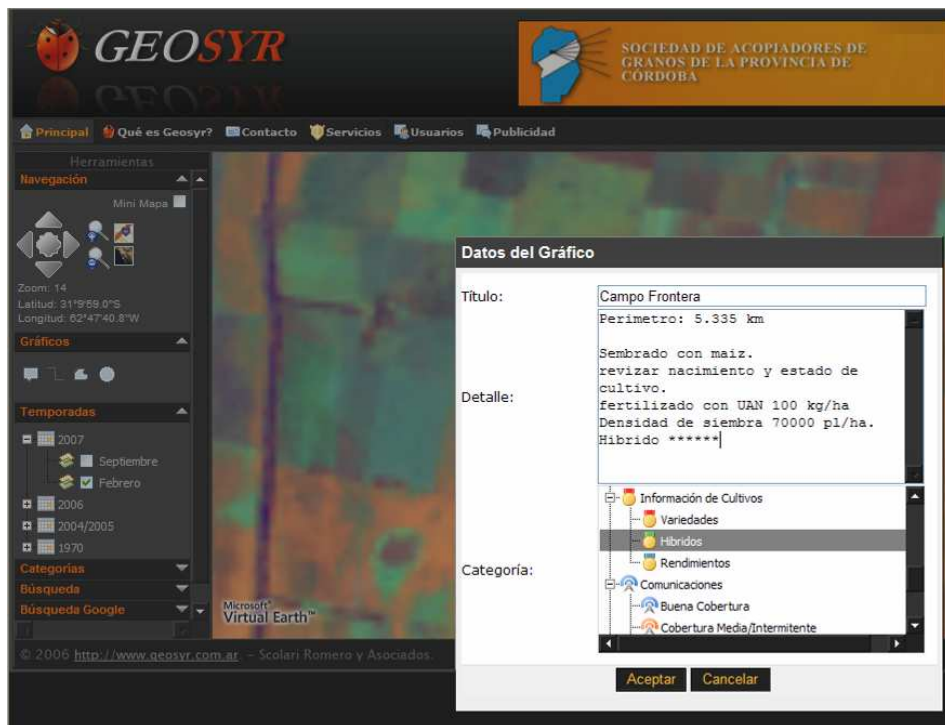 GEOSYR
SOCIEDAD DE ACOPIADORES DE
GRANOS DE LA PROVINCIA DE
CÓRDOBA
Principal Qué es Geosyr? Contacto Servicios Usuarios Publicidad
Herramientas
Navegación
Mini Mapa
Zoom: 14
Latitud: 31°9'59.0"S
Longitud: 62°47'40.8"W
Gráficos
Temporadas
2007
Septiembre
Febrero
2006
2004/2005
1970
Categorías
Búsqueda
Búsqueda Google
Microsoft®
Virtual Earth™
Datos del Gráfico
Título: Campo Frontera
Detalle:
Perimetro: 5.335 km
Sembrado con maiz.
revizar nacimiento y estado de
cultivo.
fertilizado con UAN 100 kg/ha
Densidad de siembra 70000 pl/ha.
Hibrido ******
Categoría:
Información de Cultivos
Variedades
Hibridos
Rendimientos
Comunicaciones
Buena Cobertura
Cobertura Media/Intermitente
Aceptar Cancelar
© 2006 http://www.geosyr.com.ar. – Scolari Romero y Asociados.